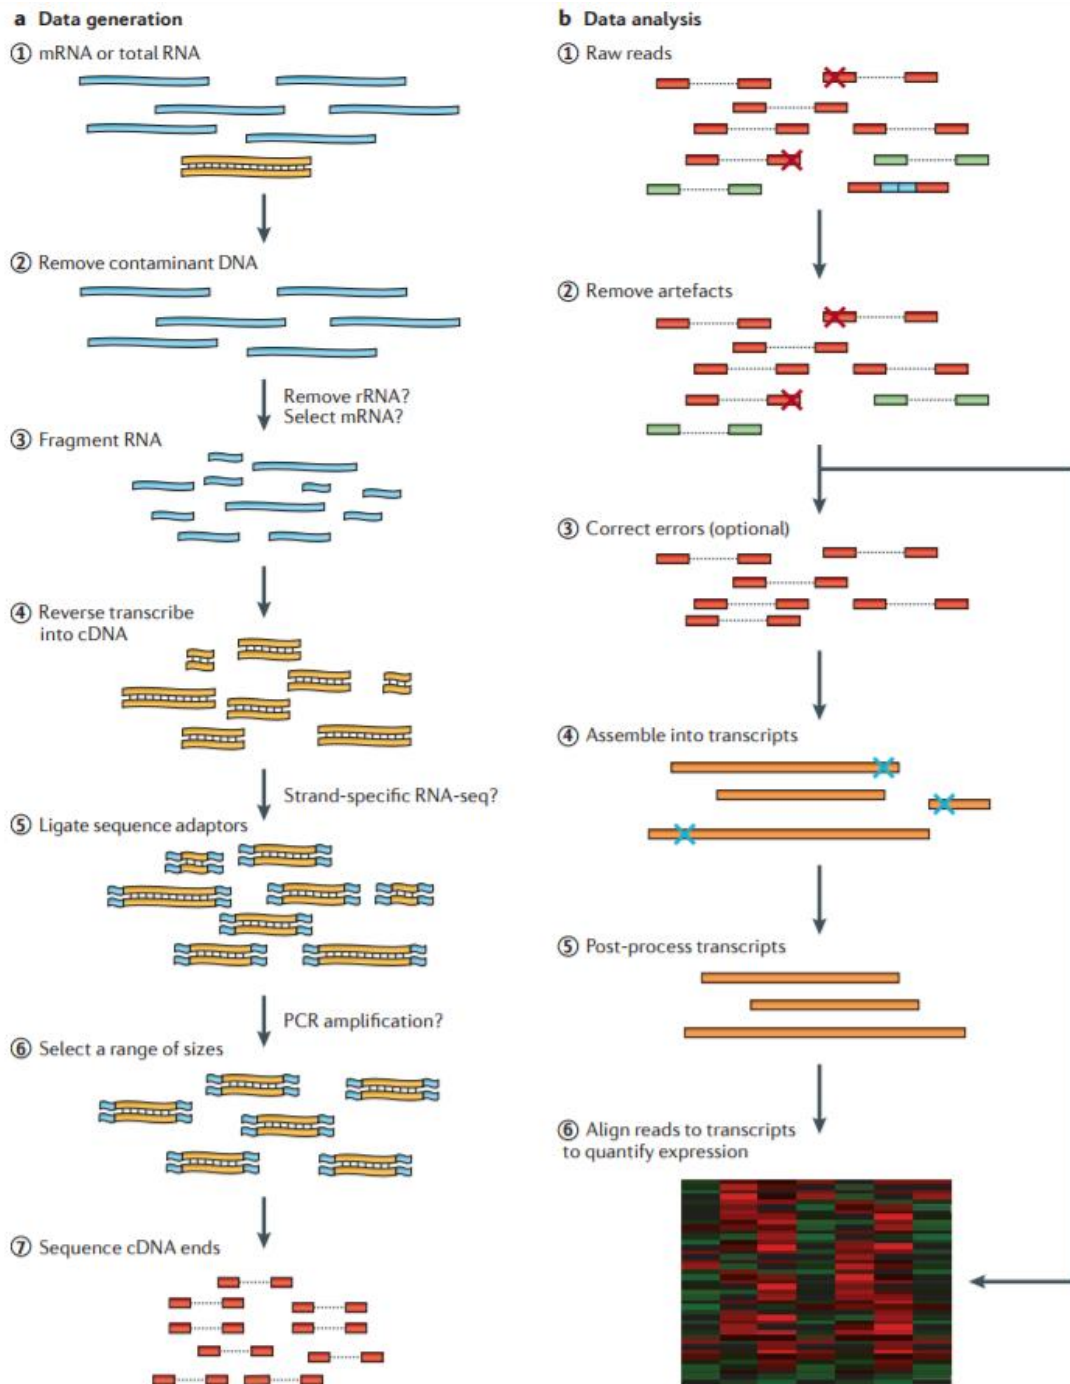 a Data generation
① mRNA or total RNA
② Remove contaminant DNA
Remove rRNA?
Select mRNA?
③ Fragment RNA
④ Reverse transcribe
into cDNA
Strand-specific RNA-seq?
⑤ Ligate sequence adaptors
PCR amplification?
⑥ Select a range of sizes
⑦ Sequence cDNA ends
b Data analysis
① Raw reads
② Remove artefacts
③ Correct errors (optional)
④ Assemble into transcripts
⑤ Post-process transcripts
⑥ Align reads to transcripts
to quantify expression